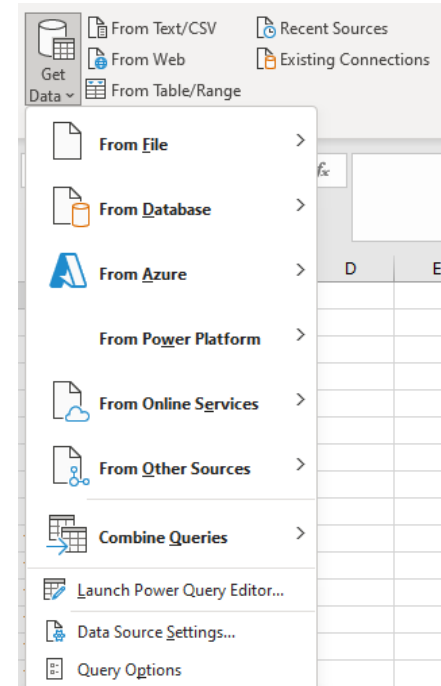 Get
Data
From Text/CSV
From Web
From Table/Range
Recent Sources
Existing Connections
From File
From Database
From Azure
From Power Platform
From Online Services
From Other Sources
Combine Queries
Launch Power Query Editor...
Data Source Settings...
Query Options
fx
D
E